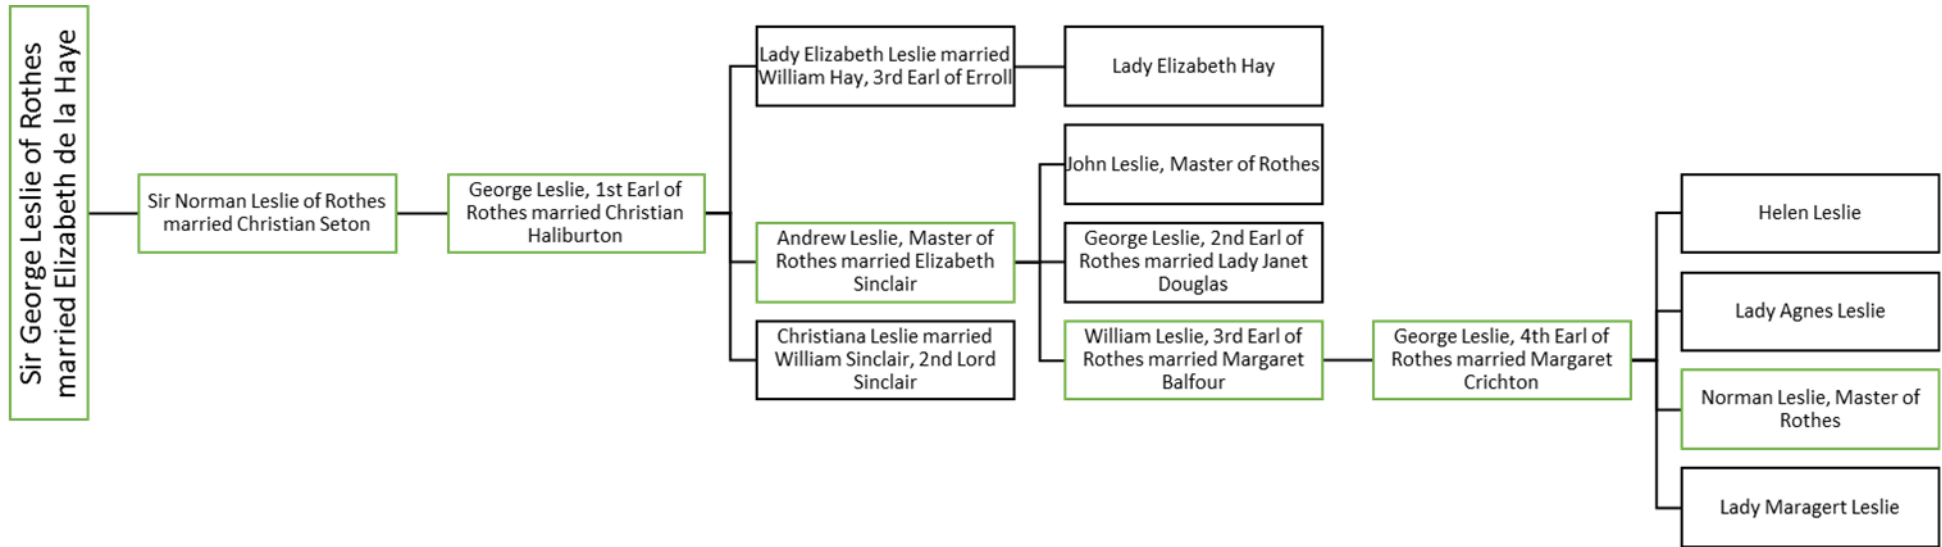 Sir George Leslie of Rothes
married Elizabeth de la Haye
Sir Norman Leslie of Rothes
married Christian Seton
George Leslie, 1st Earl of
Rothes married Christian
Haliburton
Lady Elizabeth Leslie married
William Hay, 3rd Earl of Erroll
Lady Elizabeth Hay
Andrew Leslie, Master of
Rothes married Elizabeth
Sinclair
John Leslie, Master of Rothes
George Leslie, 2nd Earl of
Rothes married Lady Janet
Douglas
William Leslie, 3rd Earl of
Rothes married Margaret
Balfour
George Leslie, 4th Earl of
Rothes married Margaret
Crichton
Helen Leslie
Lady Agnes Leslie
Norman Leslie, Master of
Rothes
Lady Maragert Leslie
Christiana Leslie married
William Sinclair, 2nd Lord
Sinclair